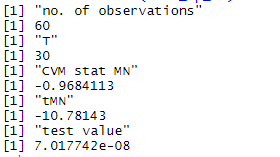 [1] "no. of observations"
[1] 60
[1] "T"
[1] 30
[1] "CVM stat MN"
[1] -0.9684113
[1] "tMN"
[1] -10.78143
[1] "test value"
[1] 7.017742e-08